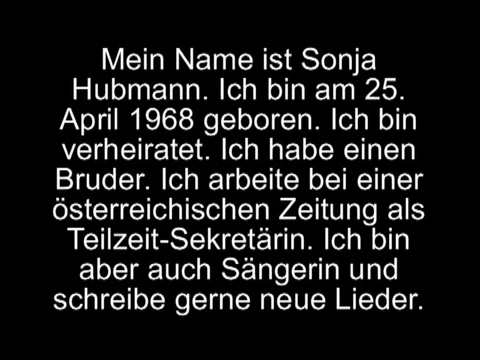 Mein Name ist Sonja
Hubmann. Ich bin am 25.
April 1968 geboren. Ich bin
verheiratet. Ich habe einen
Bruder. Ich arbeite bei einer
österreichischen Zeitung als
Teilzeit-Sekretärin. Ich bin
aber auch Sängerin und
schreibe gerne neue Lieder.